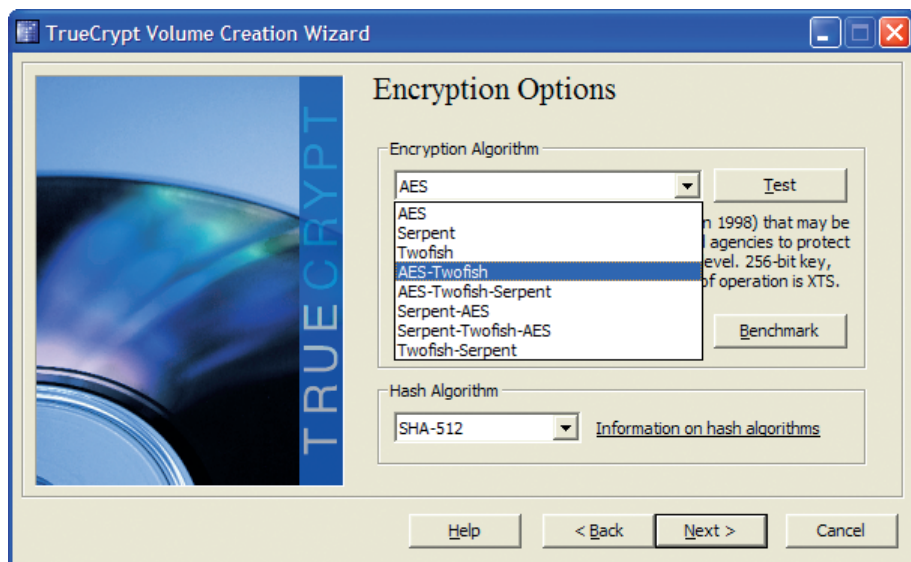 TrueCrypt Volume Creation Wizard
TRUECRYPT
Encryption Options
Encryption Algorithm
AES
Test
AES
Serpent
Twofish
AES-Twofish
AES-Twofish-Serpent
Serpent-AES
Serpent-Twofish-AES
Twofish-Serpent
n 1998) that may be
agencies to protect
evel. 256-bit key,
of operation is XTS.
Benchmark
Hash Algorithm
SHA-512
Information on hash algorithms
Help
< Back
Next >
Cancel